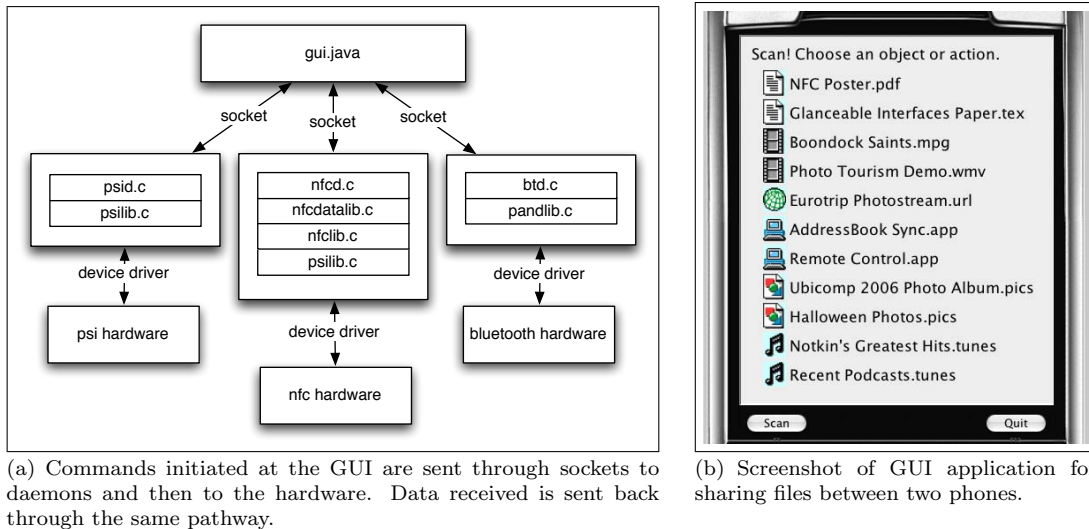 gui.java
socket
socket
socket
psid.c
psilib.c
nfcd.c
nfcdatalib.c
nfclib.c
psilib.c
btd.c
pandlib.c
device driver
device driver
device driver
psi hardware
nfc hardware
bluetooth hardware
(a) Commands initiated at the GUI are sent through sockets to
daemons and then to the hardware. Data received is sent back
through the same pathway.
Scan! Choose an object or action.
NFC Poster.pdf
Glanceable Interfaces Paper.tex
Boondock Saints.mpg
Photo Tourism Demo.wmv
Eurotrip Photostream.url
AddressBook Sync.app
Remote Control.app
Ubicomp 2006 Photo Album.pics
Halloween Photos.pics
Notkin's Greatest Hits.tunes
Recent Podcasts.tunes
Scan
Quit
(b) Screenshot of GUI application fo
sharing files between two phones.